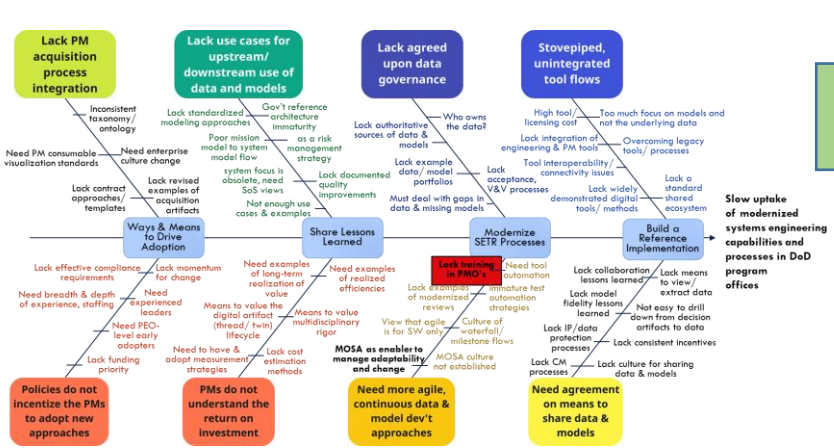 Lack PM
acquisition
process
integration
Lack use cases for
upstream/
downstream use of
data and models
Lack agreed
upon data
governance
Stovepiped,
unintegrated
tool flows
Inconsistent
taxonomy/
ontology
Need PM consumable
visualization standards
Need enterprise
culture change
Lack contract
approaches/
templates
Lack revised
examples of
acquisition
artifacts
Lack standardized
modeling approaches
Gov't reference
architecture
immaturity
Poor mission
model to system
model flow
as a risk
management
strategy
system focus is
obsolete, need
SoS views
Lack documented
quality
improvements
Not enough use
cases & examples
Who owns
the data?
Lack authoritative
sources of data &
models
Lack example
data/ model
portfolios
Lack
acceptance,
V&V processes
Must deal with gaps in
data & missing models
High tool/
licensing cost
Too much focus on models and
not the underlying data
Lack integration of
engineering & PM tools
Overcoming legacy
tools/ processes
Tool interoperability/
connectivity issues
Lack widely
demonstrated digital
tools/ methods
Lack a
standard
shared
ecosystem
Ways & Means
to Drive
Adoption
Share Lessons
Learned
Modernize
SETR Processes
Build a
Reference
Implementation
Slow uptake
of modernized
systems engineering
capabilities and
processes in DoD
program
offices
Lack effective compliance
requirements
Lack momentum
for change
Need breadth & depth
of experience, staffing
Need
experienced
leaders
Need PEO-
level early
adopters
Lack funding
priority
Need examples
of long-term
realization of
value
Need examples
of realized
efficiencies
Means to value the
digital artifact
(thread/ twin)
lifecycle
Means to value
multidisciplinary
rigor
Need to have &
adopt measurement
strategies
Lack cost
estimation
methods
Lack training
in PMO's
Need tool
automation
Lack examples
of modernized
reviews
Immature test
automation
strategies
View that agile
is for SW only
Culture of
waterfall/
milestone flows
MOSA as enabler to
manage adaptability
and change
MOSA culture
not established
Lack collaboration
lessons learned
Lack means
to view/
extract data
Lack model
fidelity lessons
learned
Not easy to drill
down from decision
artifacts to data
Lack IP/data
protection
processes
Lack consistent incentives
Lack CM
processes
Lack culture for sharing
data & models
Policies do not
incentize the PMs
to adopt new
approaches
PMs do not
understand the
return on
investment
Need more agile,
continuous data &
model dev't
approaches
Need agreement
on means to
share data &
models